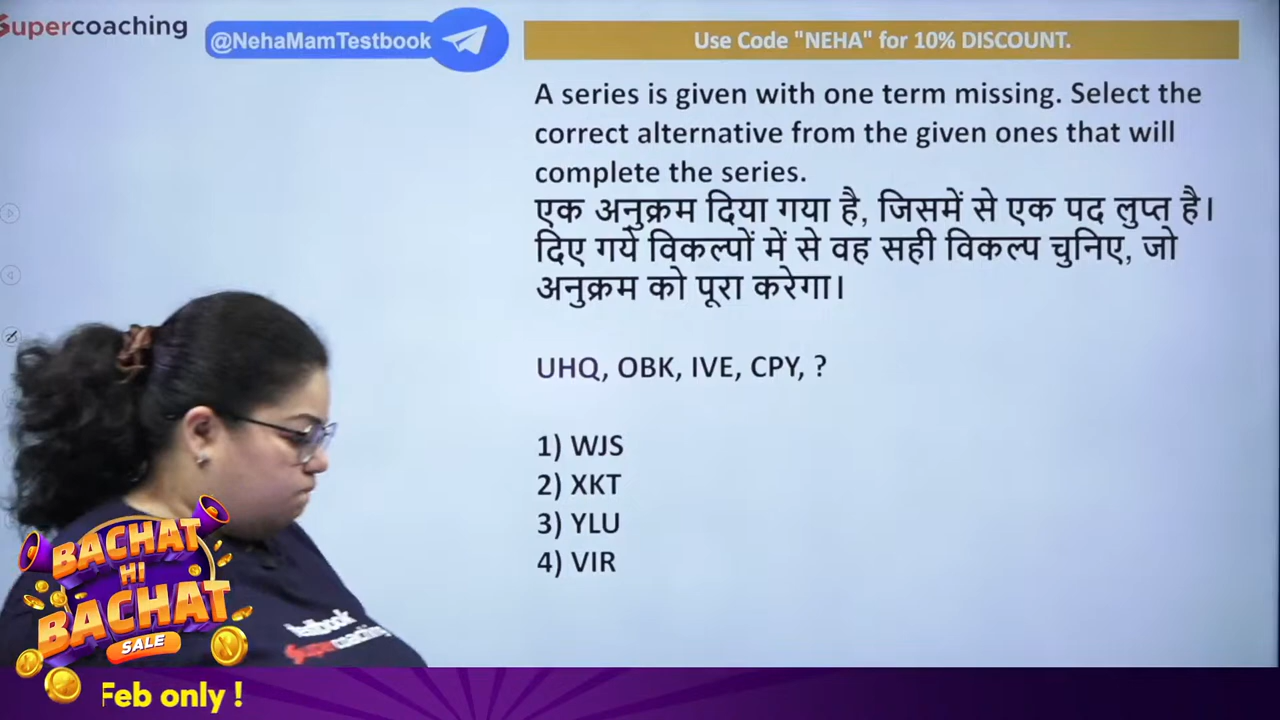 Supercoaching
@NehaMamTestbook
Use Code "NEHA" for 10% DISCOUNT.
A series is given with one term missing. Select the
correct alternative from the given ones that will
complete the series.
एक अनुक्रम दिया गया है, जिसमें से एक पद लुप्त है।
दिए गये विकल्पों में से वह सही विकल्प चुनिए, जो
अनुक्रम को पूरा करेगा।
UHQ, OBK, IVE, CPY, ?
1) WJS
2) XKT
3) YLU
4) VIR
testbook
Supercoaching
BACHAT
HI
BACHAT
SALE
Feb only !